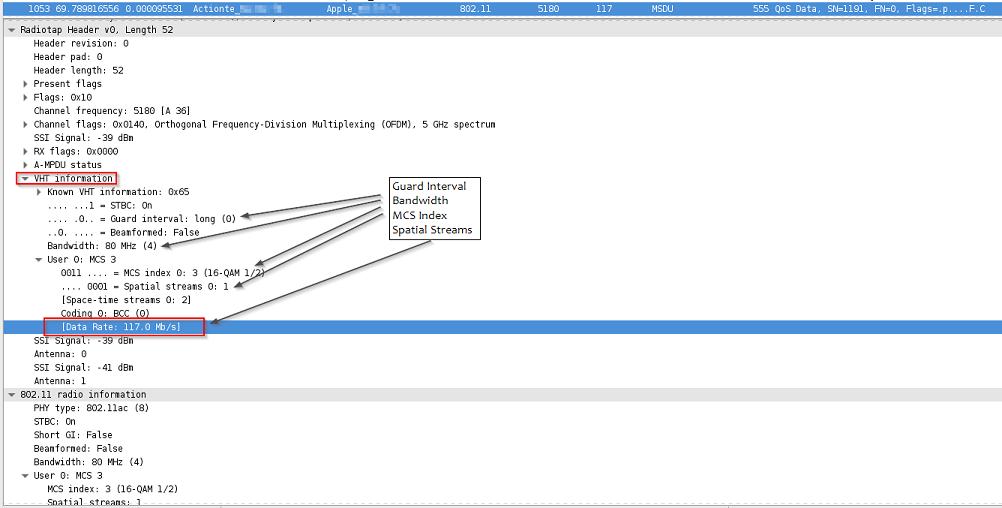 1053 69.789816556 0.000095531 Actionte_ Apple_ 802.11 5180 117 MSDU 555 QoS Data, SN=1191, FN=0, Flags=.p....F.C
Radiotap Header v0, Length 52
Header revision: 0
Header pad: 0
Header length: 52
Present flags
Flags: 0x10
Channel frequency: 5180 [A 36]
Channel flags: 0x0140, Orthogonal Frequency-Division Multiplexing (OFDM), 5 GHz spectrum
SSI Signal: -39 dBm
RX flags: 0x0000
A-MPDU status
VHT information
Known VHT information: 0x65
.... ...1 = STBC: On
.... .0.. = Guard interval: long (0)
..0. .... = Beamformed: False
Bandwidth: 80 MHz (4)
User 0: MCS 3
0011 .... = MCS index 0: 3 (16-QAM 1/2)
.... 0001 = Spatial streams 0: 1
[Space-time streams 0: 2]
Coding 0: BCC (0)
[Data Rate: 117.0 Mb/s]
SSI Signal: -39 dBm
Antenna: 0
SSI Signal: -41 dBm
Antenna: 1
802.11 radio information
PHY type: 802.11ac (8)
STBC: On
Short GI: False
Beamformed: False
Bandwidth: 80 MHz (4)
User 0: MCS 3
MCS index: 3 (16-QAM 1/2)
Spatial streams: 1
Guard Interval
Bandwidth
MCS Index
Spatial Streams